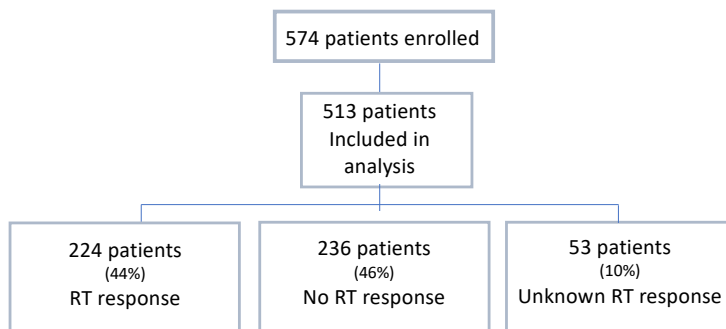 574 patients enrolled
513 patients
Included in
analysis
224 patients
(44%)
RT response
236 patients
(46%)
No RT response
53 patients
(10%)
Unknown RT response